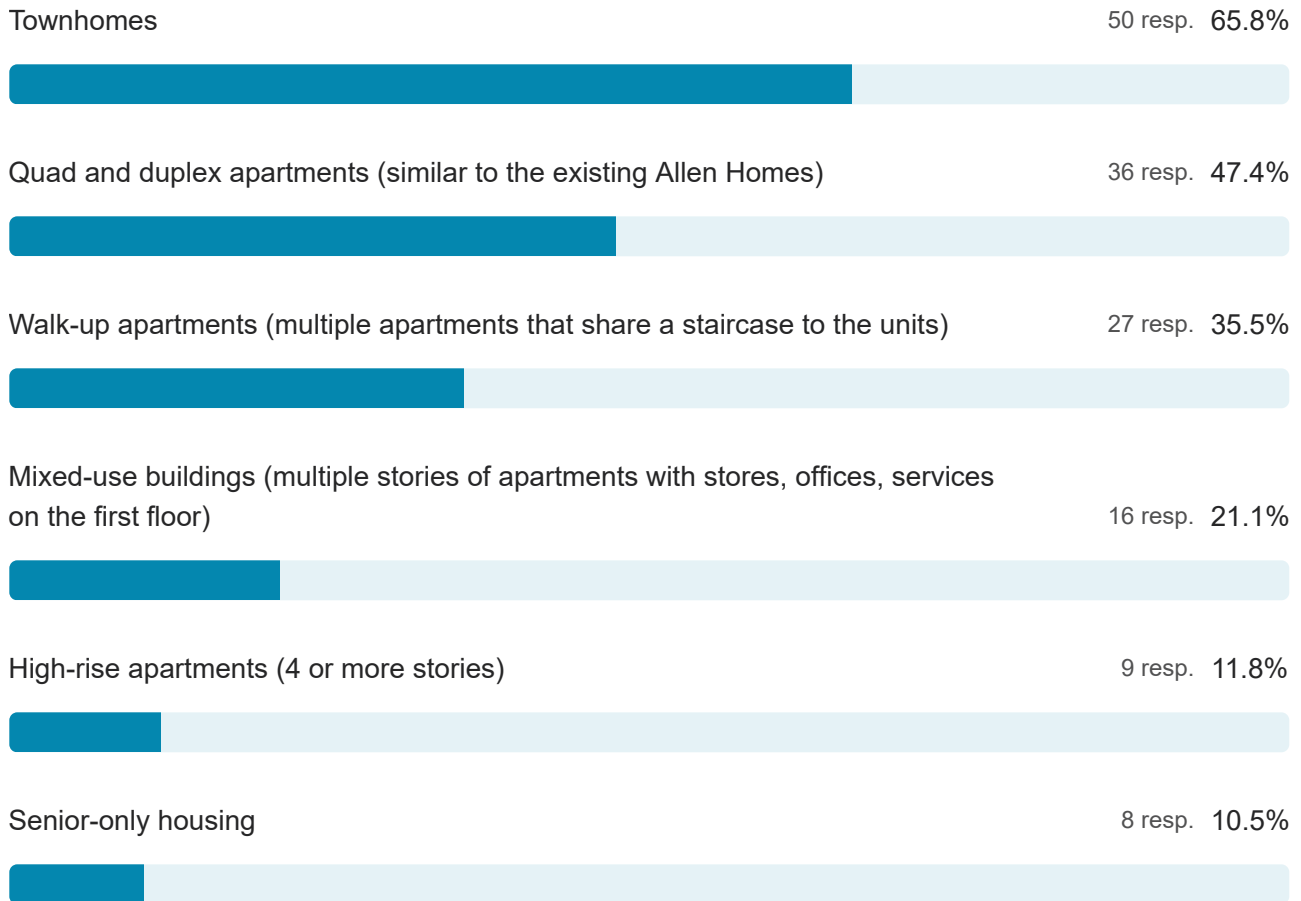 Townhomes 50 resp. 65.8%
Quad and duplex apartments (similar to the existing Allen Homes) 36 resp. 47.4%
Walk-up apartments (multiple apartments that share a staircase to the units) 27 resp. 35.5%
Mixed-use buildings (multiple stories of apartments with stores, offices, services
on the first floor) 16 resp. 21.1%
High-rise apartments (4 or more stories) 9 resp. 11.8%
Senior-only housing 8 resp. 10.5%